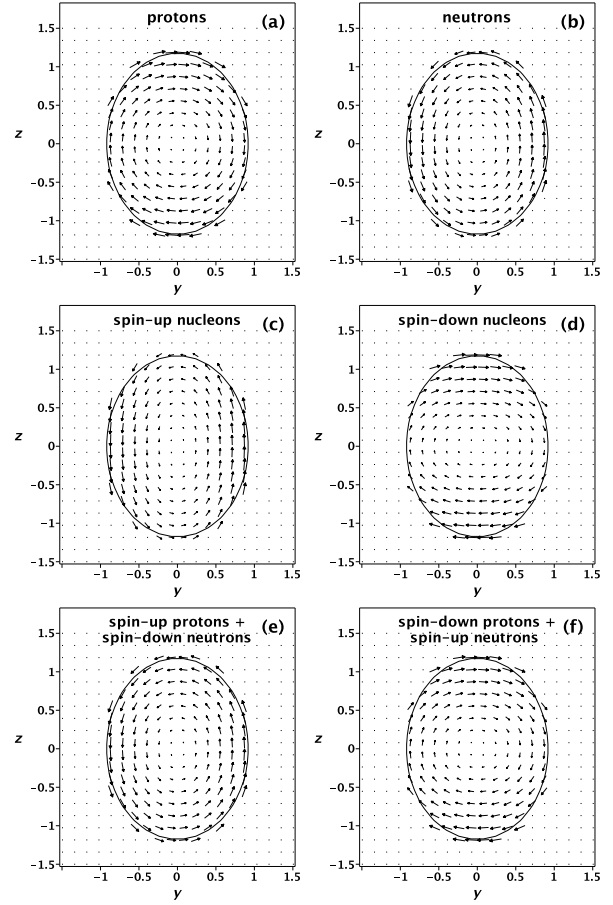 protons (a)
1.5
1
0.5
z 0
−0.5
−1
−1.5
−1 −0.5 0 0.5 1 1.5
y
neutrons (b)
1.5
1
0.5
z 0
−0.5
−1
−1.5
−1 −0.5 0 0.5 1 1.5
y
spin-up nucleons (c)
1.5
1
0.5
z 0
−0.5
−1
−1.5
−1 −0.5 0 0.5 1 1.5
y
spin-down nucleons (d)
1.5
1
0.5
z 0
−0.5
−1
−1.5
−1 −0.5 0 0.5 1 1.5
y
spin-up protons + (e)
spin-down neutrons
1.5
1
0.5
z 0
−0.5
−1
−1.5
−1 −0.5 0 0.5 1 1.5
y
spin-down protons + (f)
spin-up neutrons
1.5
1
0.5
z 0
−0.5
−1
−1.5
−1 −0.5 0 0.5 1 1.5
y